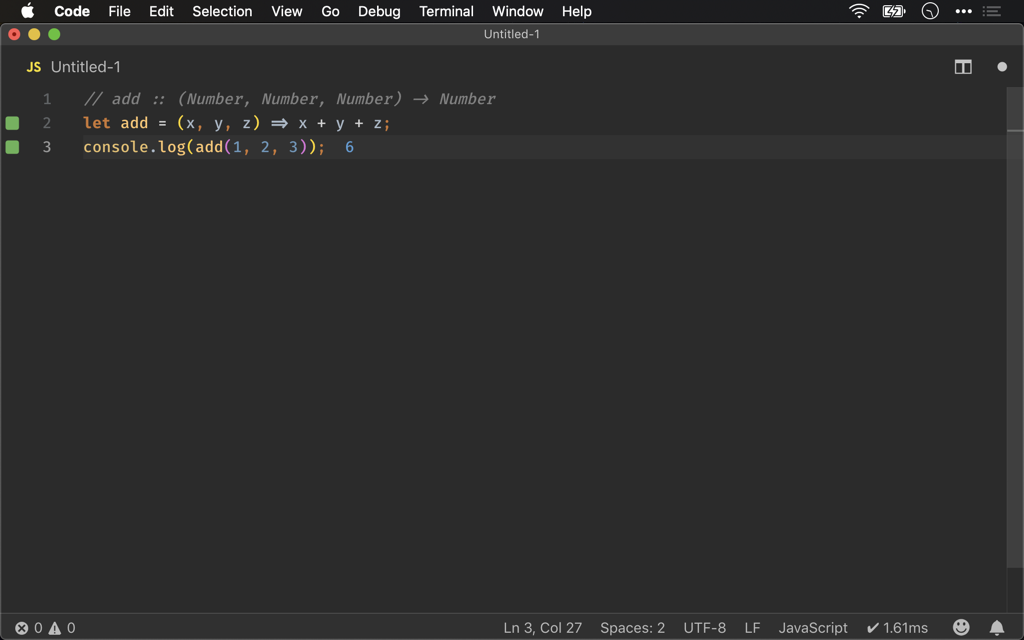 Code File Edit Selection View Go Debug Terminal Window Help
Untitled-1
JS Untitled-1
1 // add :: (Number, Number, Number) → Number
2 let add = (x, y, z) => x + y + z;
3 console.log(add(1, 2, 3)); 6
0 0 Ln 3, Col 27 Spaces: 2 UTF-8 LF JavaScript ✔ 1.61ms